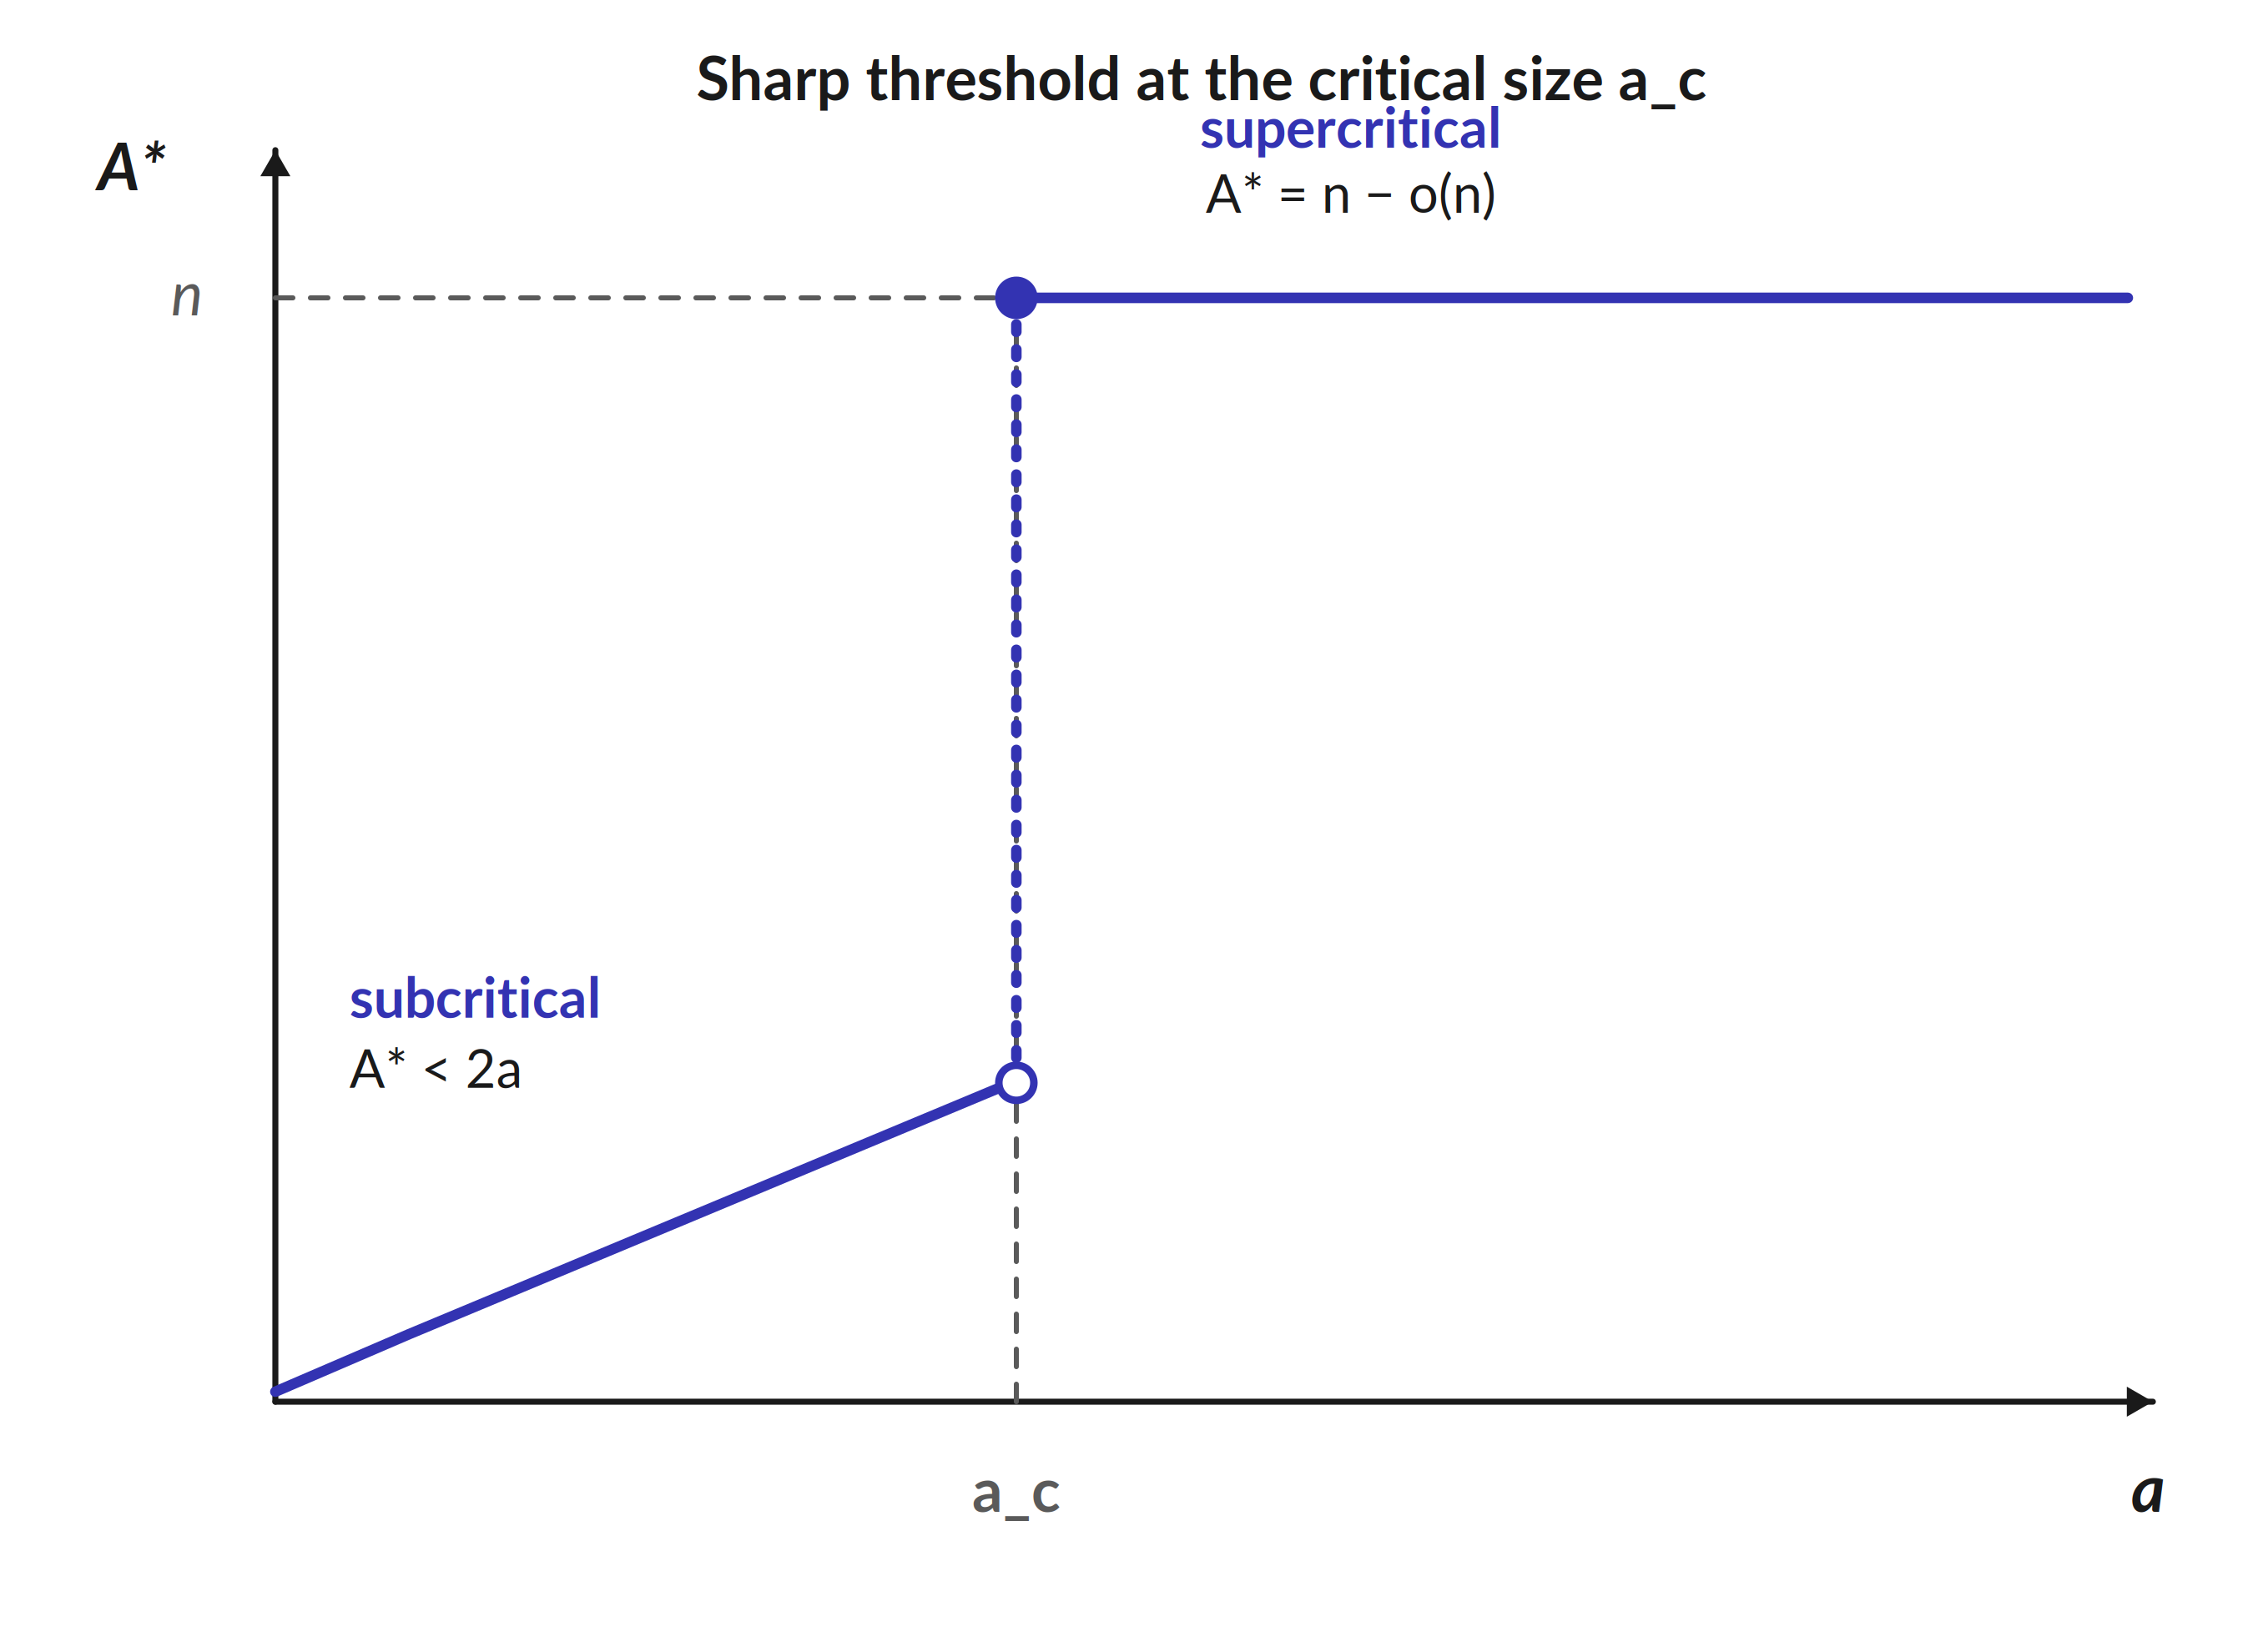 Sharp threshold at the critical size a_c
supercritical
A* = n − o(n)
A*
n
subcritical
A* < 2a
a_c
a